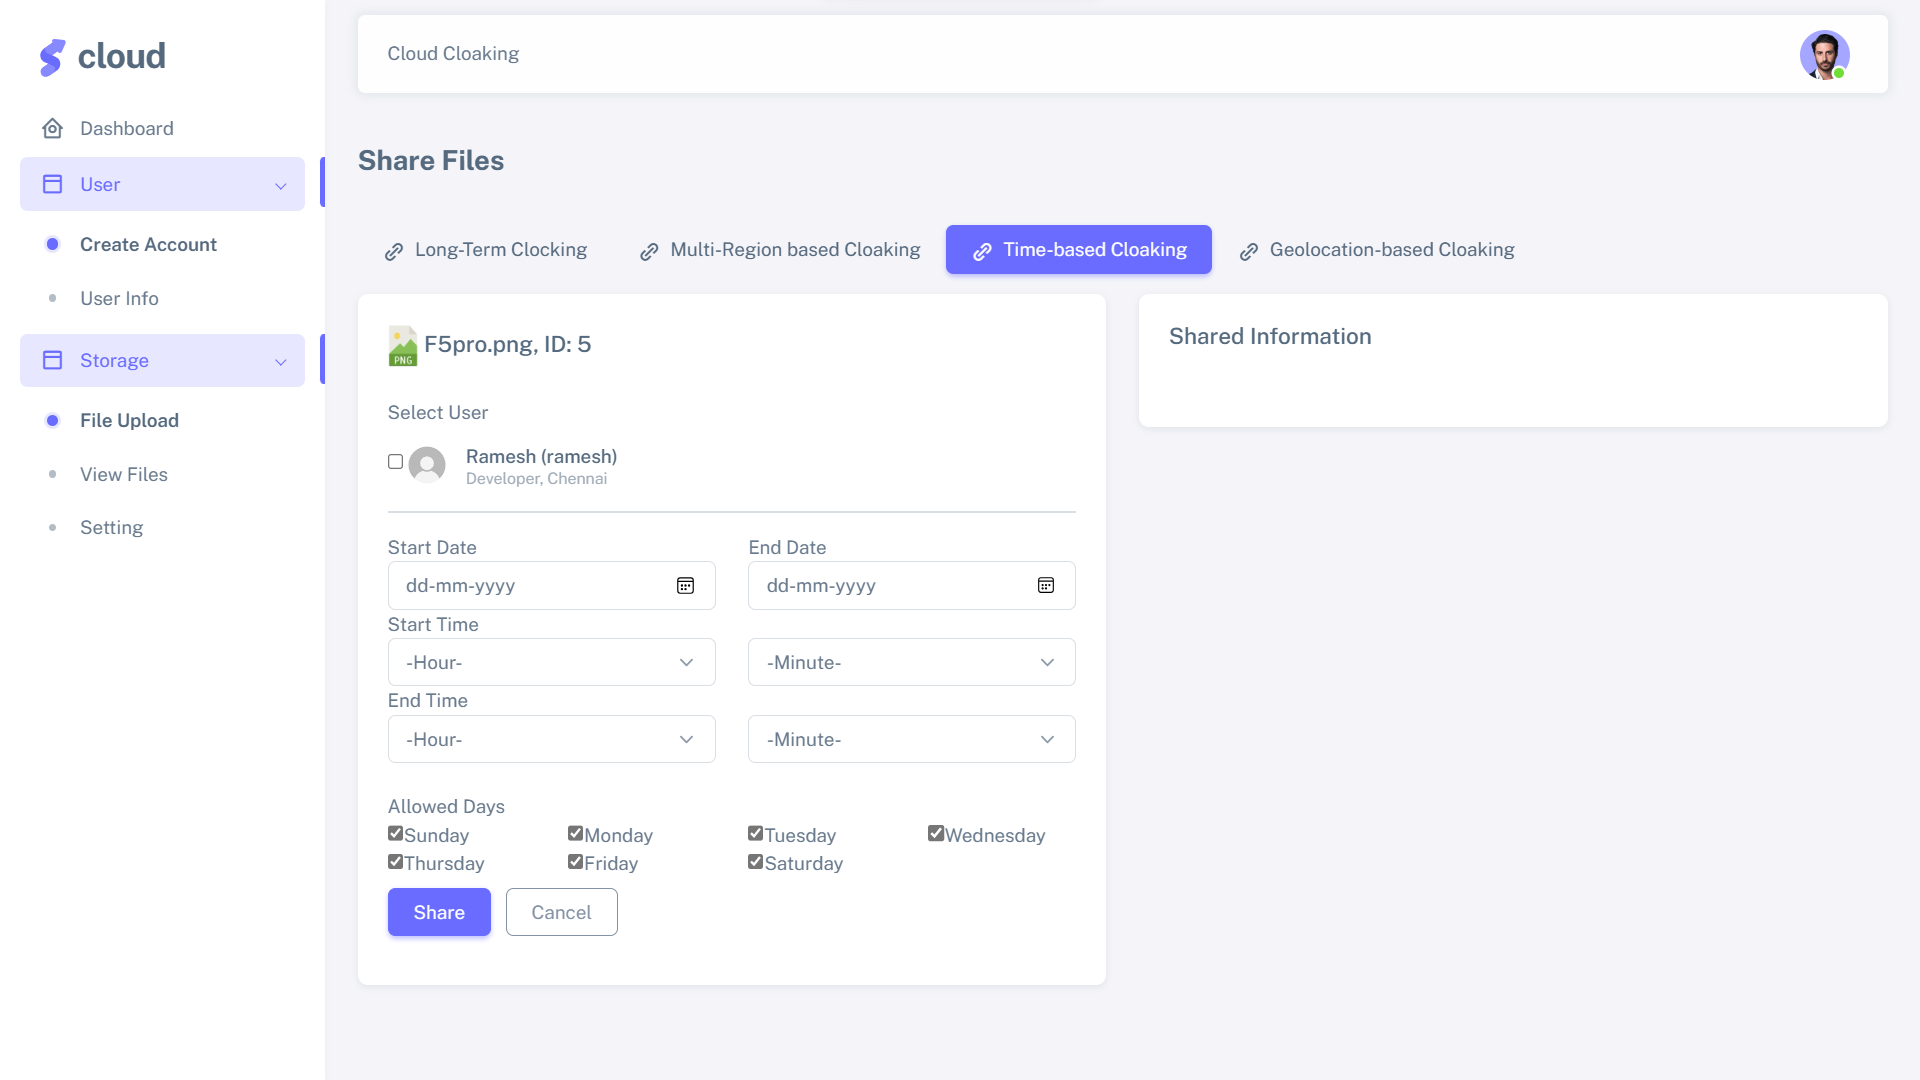 cloud
Dashboard
User
Create Account
User Info
Storage
File Upload
View Files
Setting
Cloud Cloaking
Share Files
Long-Term Clocking
Multi-Region based Cloaking
Time-based Cloaking
Geolocation-based Cloaking
PNG
F5pro.png, ID: 5
Select User
Ramesh (ramesh)
Developer, Chennai
Start Date
End Date
dd-mm-yyyy
dd-mm-yyyy
Start Time
-Hour-
-Minute-
End Time
-Hour-
-Minute-
Allowed Days
Sunday
Monday
Tuesday
Wednesday
Thursday
Friday
Saturday
Share
Cancel
Shared Information